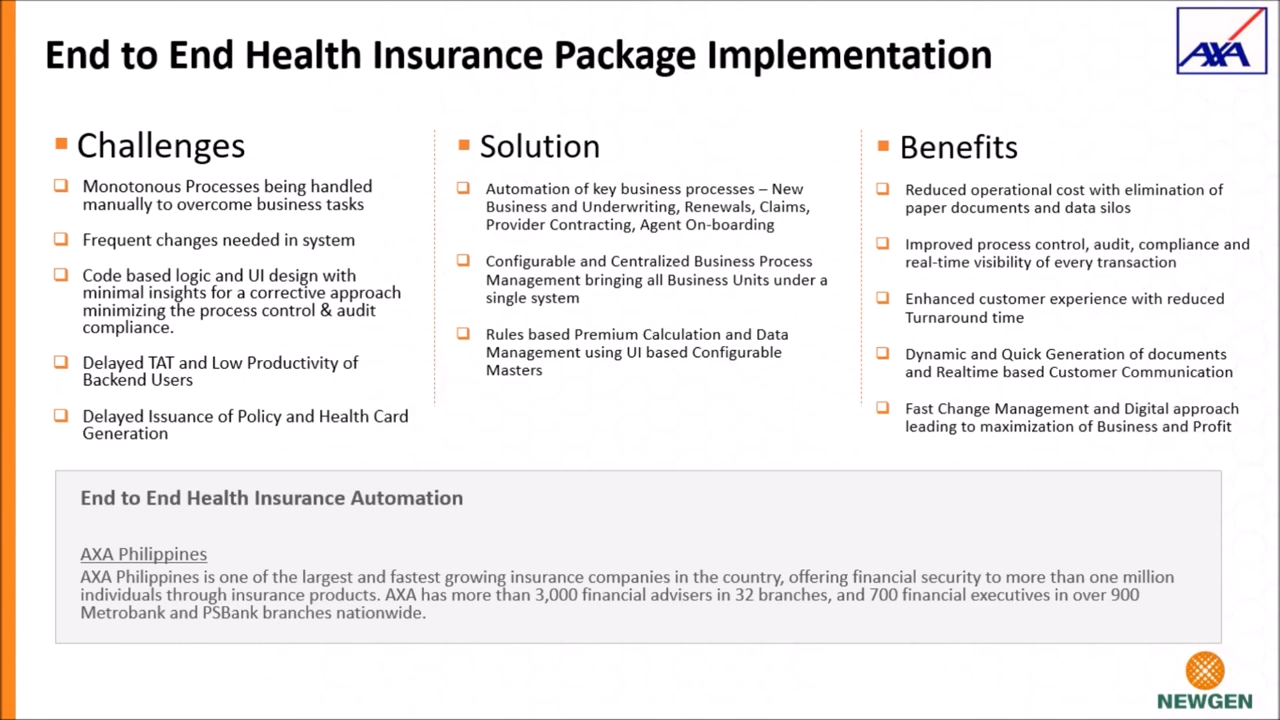 End to End Health Insurance Package Implementation
AXA
Challenges
Monotonous Processes being handled
manually to overcome business tasks
Frequent changes needed in system
Code based logic and UI design with
minimal insights for a corrective approach
minimizing the process control & audit
compliance.
Delayed TAT and Low Productivity of
Backend Users
Delayed Issuance of Policy and Health Card
Generation
Solution
Automation of key business processes – New
Business and Underwriting, Renewals, Claims,
Provider Contracting, Agent On-boarding
Configurable and Centralized Business Process
Management bringing all Business Units under a
single system
Rules based Premium Calculation and Data
Management using UI based Configurable
Masters
Benefits
Reduced operational cost with elimination of
paper documents and data silos
Improved process control, audit, compliance and
real-time visibility of every transaction
Enhanced customer experience with reduced
Turnaround time
Dynamic and Quick Generation of documents
and Realtime based Customer Communication
Fast Change Management and Digital approach
leading to maximization of Business and Profit
End to End Health Insurance Automation
AXA Philippines
AXA Philippines is one of the largest and fastest growing insurance companies in the country, offering financial security to more than one million
individuals through insurance products. AXA has more than 3,000 financial advisers in 32 branches, and 700 financial executives in over 900
Metrobank and PSBank branches nationwide.
NEWGEN